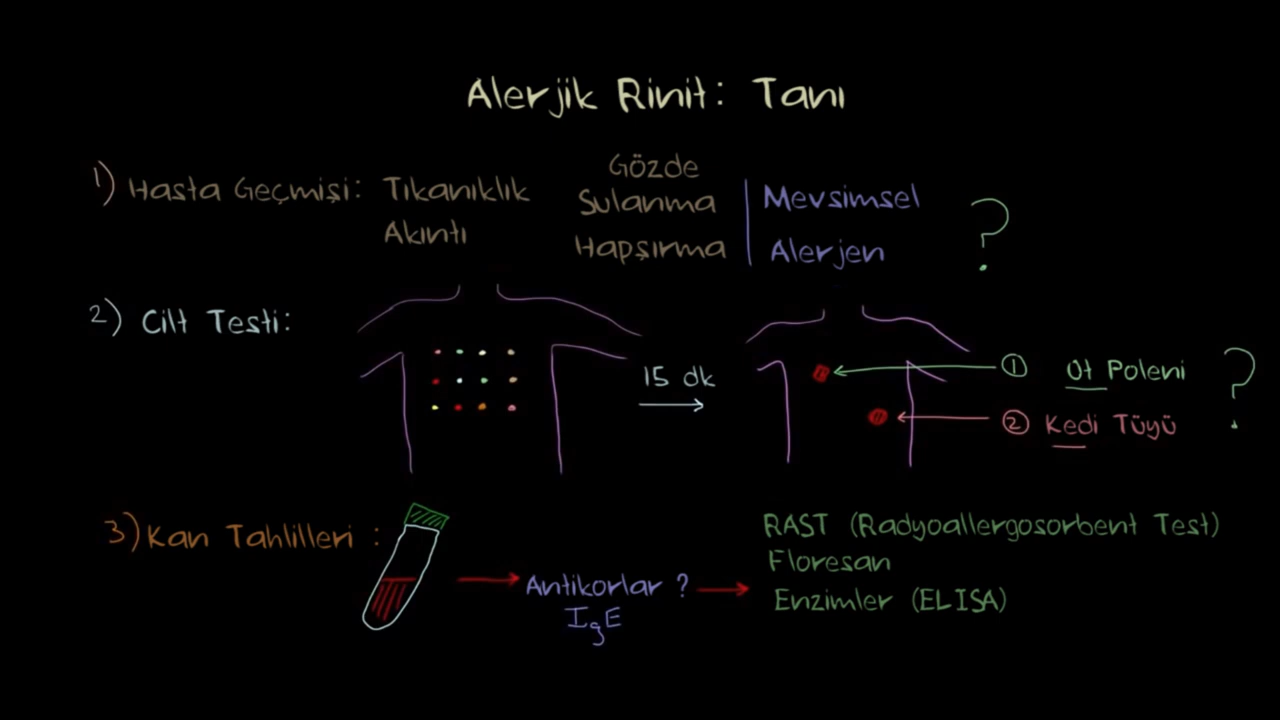 Alerjik Rinit: Tanı
1) Hasta Geçmişi: Tıkanıklık
Akıntı
Gözde
Sulanma
Hapşırma
Mevsimsel
Alerjen
?
2) Cilt Testi:
15 dk
1 Ot Poleni
2 Kedi Tüyü
?
3) Kan Tahlilleri :
Antikorlar ?
IgE
RAST (Radyoallergosorbent Test)
Floresan
Enzimler (ELISA)